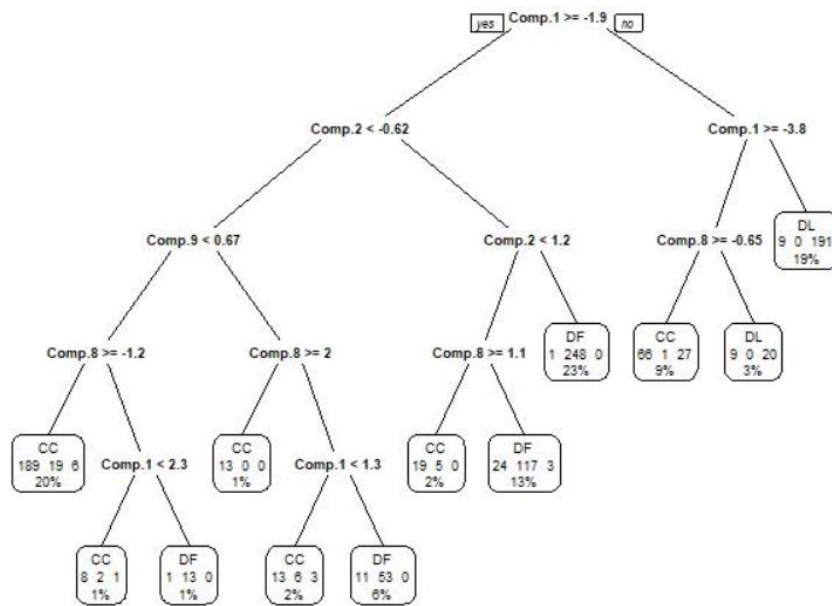 yes Comp.1 >= -1.9 no
Comp.2 < -0.62
Comp.1 >= -3.8
Comp.9 < 0.67
Comp.2 < 1.2
Comp.8 >= -0.65
DL
9 0 191
19%
Comp.8 >= -1.2
Comp.8 >= 2
Comp.8 >= 1.1
DF
1 248 0
23%
CC
66 1 27
9%
DL
9 0 20
3%
CC
189 19 6
20%
Comp.1 < 2.3
CC
13 0 0
1%
Comp.1 < 1.3
CC
19 5 0
2%
DF
24 117 3
13%
CC
8 2 1
1%
DF
1 13 0
1%
CC
13 6 3
2%
DF
11 53 0
6%